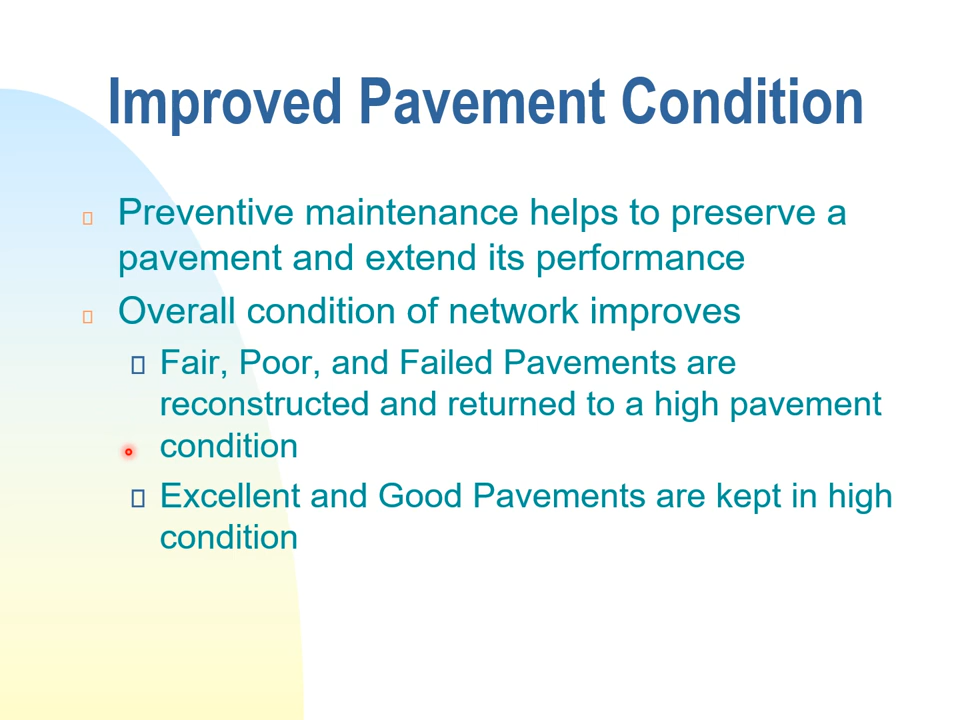 Improved Pavement Condition
Preventive maintenance helps to preserve a
pavement and extend its performance
Overall condition of network improves
Fair, Poor, and Failed Pavements are
reconstructed and returned to a high pavement
condition
Excellent and Good Pavements are kept in high
condition